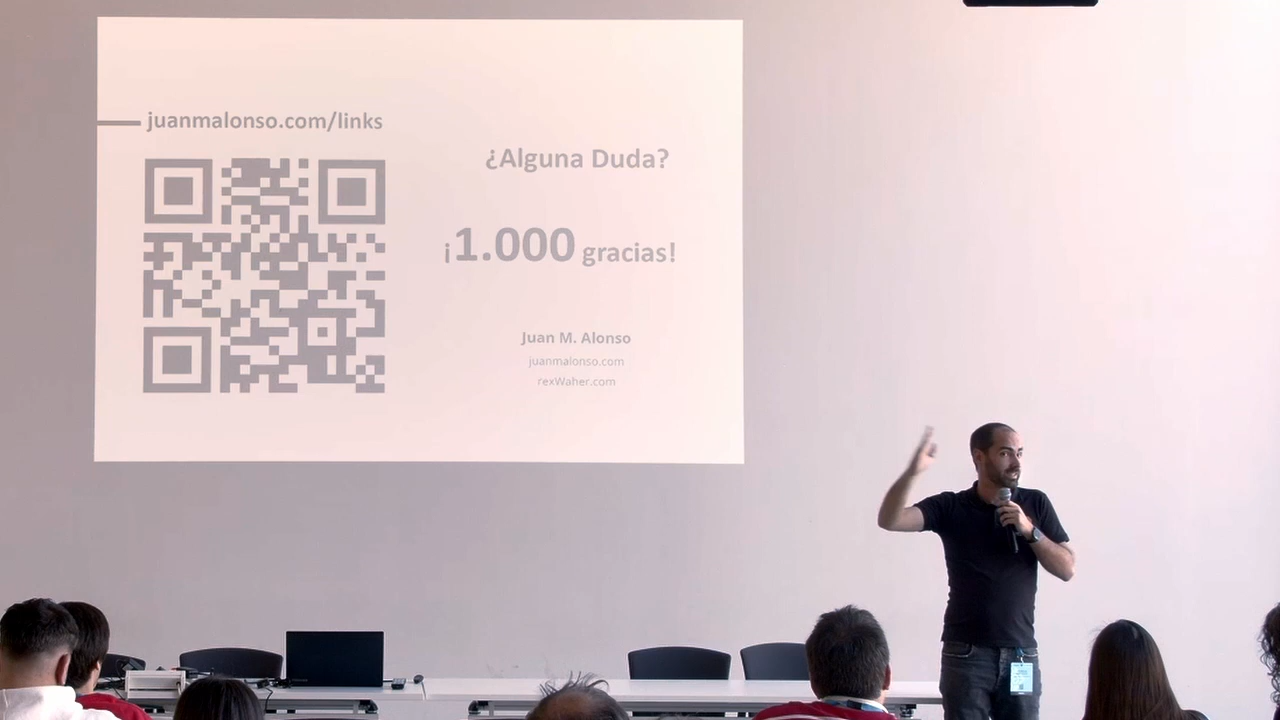 juanmalonso.com/links
¿Alguna Duda?
¡1.000 gracias!
Juan M. Alonso
juanmalonso.com
rexWaher.com